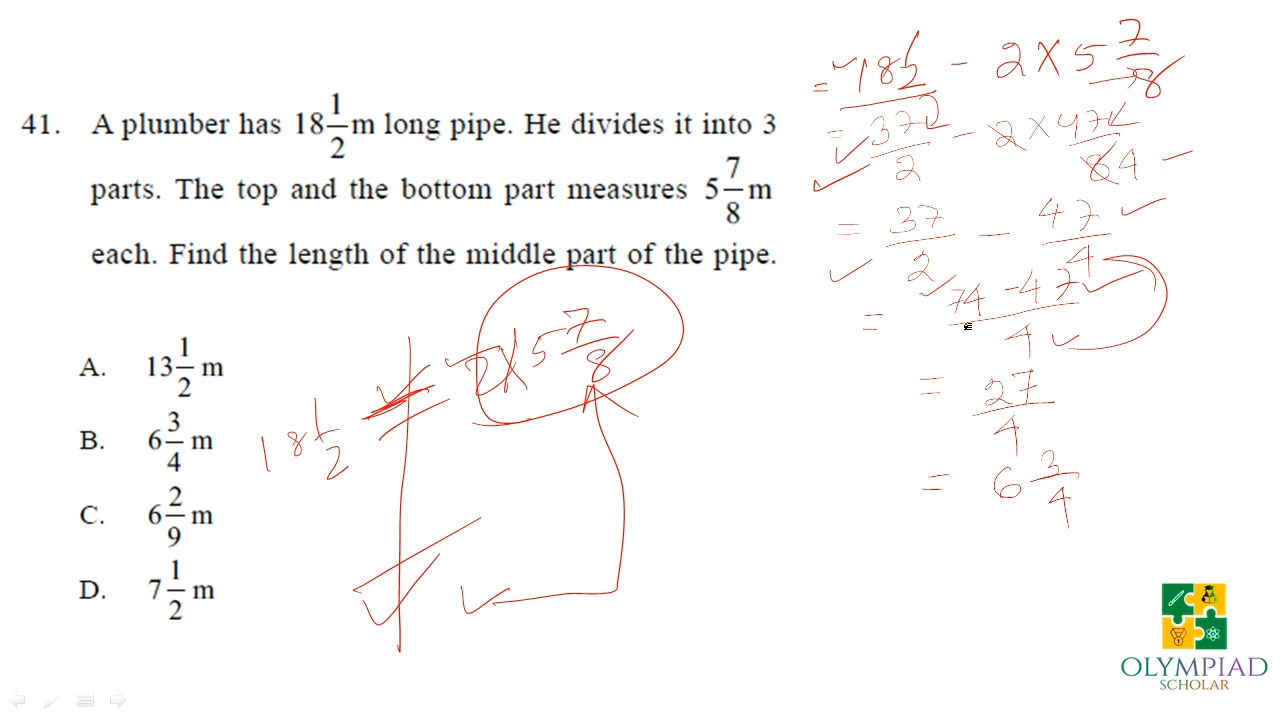 41. A plumber has 18 1/2 m long pipe. He divides it into 3
parts. The top and the bottom part measures 5 7/8 m
each. Find the length of the middle part of the pipe.
A. 13 1/2 m
B. 6 3/4 m
C. 6 2/9 m
D. 7 1/2 m
18 1/2
2 × 5 7/8
= 18 1/2 - 2 × 5 7/8
= 37/2 - 2 × 47/8 4
= 37/2 - 47/4
= 74 - 47/4
= 27/4
= 6 3/4
OLYMPIAD
SCHOLAR